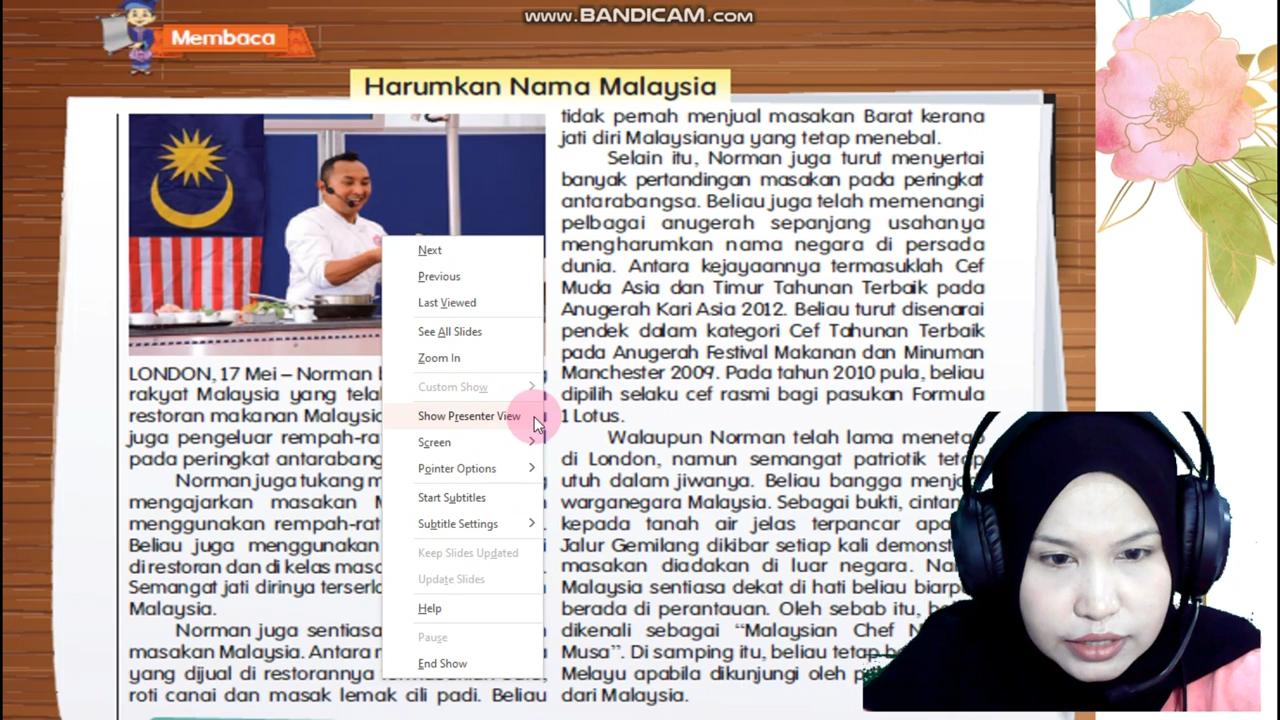 www.BANDICAM.com
Membaca
Harumkan Nama Malaysia
LONDON, 17 Mei – Norman
rakyat Malaysia yang
restoran makanan
juga pengeluar
pada peringkat
Norman juga tukang
mengajarkan masakan
menggunakan
Beliau juga menggunakan
di restoran dan di kelas
Semangat jati dirinya
Malaysia.
Norman juga sentiasa
masakan Malaysia. Antara
yang dijual di restorannya
roti canai dan masak lemak cili padi. Beliau
tidak pernah menjual masakan Barat kerana
jati diri Malaysianya yang tetap menebal.
Selain itu, Norman juga turut menyertai
banyak pertandingan masakan pada peringkat
antarabangsa. Beliau juga telah memenangi
pelbagai anugerah sepanjang usahanya
mengharumkan nama negara di persada
dunia. Antara kejayaannya termasuklah Cef
Muda Asia dan Timur Tahunan Terbaik pada
Anugerah Kari Asia 2012. Beliau turut disenarai
pendek dalam kategori Cef Tahunan Terbaik
pada Anugerah Festival Makanan dan Minuman
Manchester 2009. Pada tahun 2010 pula, beliau
dipilih selaku cef rasmi bagi pasukan Formula
1 Lotus.
Walaupun Norman telah lama menetap
di London, namun semangat patriotik tetap
utuh dalam jiwanya. Beliau bangga
warganegara Malaysia. Sebagai bukti,
kepada tanah air jelas terpancar
Jalur Gemilang dikibar setiap kali
masakan diadakan di luar negara.
Malaysia sentiasa dekat di hati beliau
berada di perantauan. Oleh sebab itu,
dikenali sebagai “Malaysian Chef
Musa”. Di samping itu, beliau tetap
Melayu apabila dikunjungi oleh
dari Malaysia.
Next
Previous
Last Viewed
See All Slides
Zoom In
Custom Show
Show Presenter View
Screen
Pointer Options
Start Subtitles
Subtitle Settings
Keep Slides Updated
Update Slides
Help
Pause
End Show